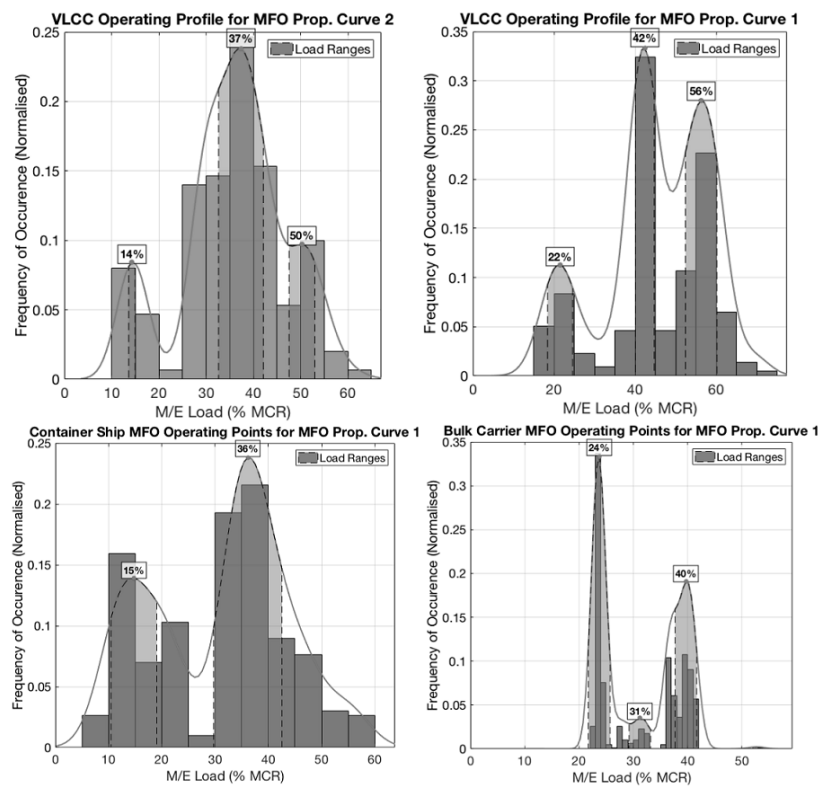 VLCC Operating Profile for MFO Prop. Curve 2
0.25
0.2
0.15
0.1
0.05
0
Frequency of Occurence (Normalised)
14%
37%
50%
Load Ranges
0 10 20 30 40 50 60
M/E Load (% MCR)
VLCC Operating Profile for MFO Prop. Curve 1
0.35
0.3
0.25
0.2
0.15
0.1
0.05
0
Frequency of Occurence (Normalised)
22%
42%
56%
Load Ranges
0 20 40 60
M/E Load (% MCR)
Container Ship MFO Operating Points for MFO Prop. Curve 1
0.25
0.2
0.15
0.1
0.05
0
Frequency of Occurence (Normalised)
15%
36%
Load Ranges
0 10 20 30 40 50 60
M/E Load (% MCR)
Bulk Carrier MFO Operating Points for MFO Prop. Curve 1
0.35
0.3
0.25
0.2
0.15
0.1
0.05
0
Frequency of Occurence (Normalised)
24%
31%
40%
Load Ranges
0 10 20 30 40 50
M/E Load (% MCR)